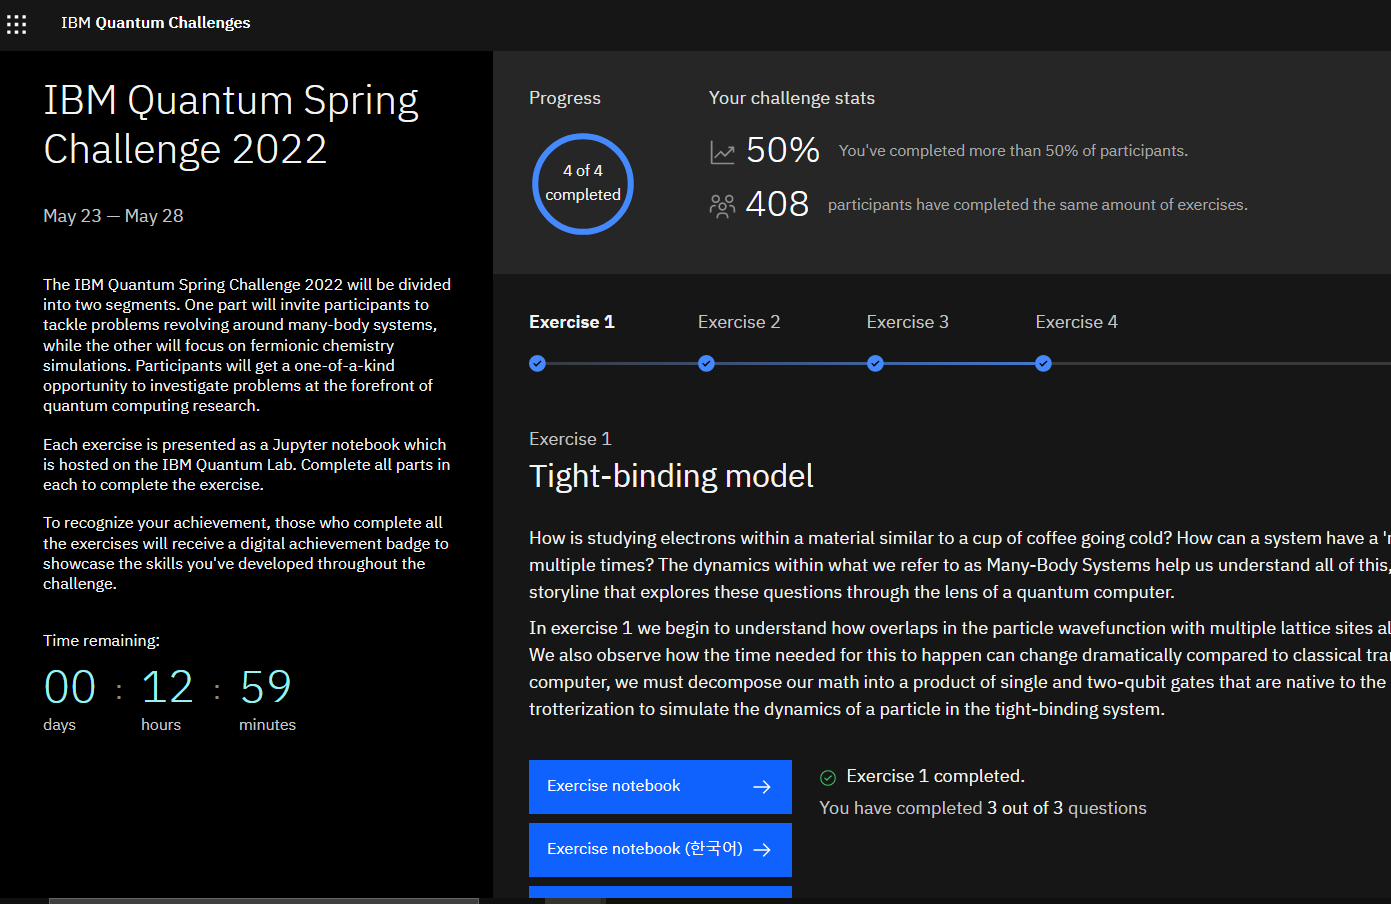 IBM Quantum Challenges
IBM Quantum Spring
Challenge 2022
May 23 — May 28
The IBM Quantum Spring Challenge 2022 will be divided
into two segments. One part will invite participants to
tackle problems revolving around many-body systems,
while the other will focus on fermionic chemistry
simulations. Participants will get a one-of-a-kind
opportunity to investigate problems at the forefront of
quantum computing research.
Each exercise is presented as a Jupyter notebook which
is hosted on the IBM Quantum Lab. Complete all parts in
each to complete the exercise.
To recognize your achievement, those who complete all
the exercises will receive a digital achievement badge to
showcase the skills you've developed throughout the
challenge.
Time remaining:
00 : 12 : 59
days hours minutes
Progress
4 of 4
completed
Your challenge stats
50% You've completed more than 50% of participants.
408 participants have completed the same amount of exercises.
Exercise 1 Exercise 2 Exercise 3 Exercise 4
Exercise 1
Tight-binding model
How is studying electrons within a material similar to a cup of coffee going cold? How can a system have a
multiple times? The dynamics within what we refer to as Many-Body Systems help us understand all of this,
storyline that explores these questions through the lens of a quantum computer.
In exercise 1 we begin to understand how overlaps in the particle wavefunction with multiple lattice sites
We also observe how the time needed for this to happen can change dramatically compared to classical
computer, we must decompose our math into a product of single and two-qubit gates that are native to the
trotterization to simulate the dynamics of a particle in the tight-binding system.
Exercise notebook
Exercise 1 completed.
You have completed 3 out of 3 questions
Exercise notebook (한국어)